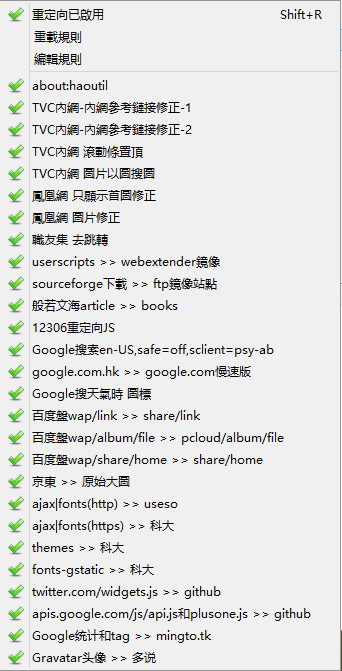 重定向已啟用 Shift+R
重載規則
編輯規則
about:haoutil
TVC內網-內網參考鏈接修正-1
TVC內網-內網參考鏈接修正-2
TVC內網 滾動條置頂
TVC內網 圖片以圖搜圖
鳳凰網 只顯示首圖修正
鳳凰網 圖片修正
職友集 去跳轉
userscripts >> webextender鏡像
sourceforge下載 >> ftp鏡像站點
般若文海article >> books
12306重定向JS
Google搜索en-US,safe=off,sclient=psy-ab
google.com.hk >> google.com慢速版
Google搜天氣時 圖標
百度盤wap/link >> share/link
百度盤wap/album/file >> pcloud/album/file
百度盤wap/share/home >> share/home
京東 >> 原始大圖
ajax|fonts(http) >> useso
ajax|fonts(https) >> 科大
themes >> 科大
fonts-gstatic >> 科大
twitter.com/widgets.js >> github
apis.google.com/js/api.js和plusone.js >> github
Google统计和tag >> mingto.tk
Gravatar头像 >> 多说